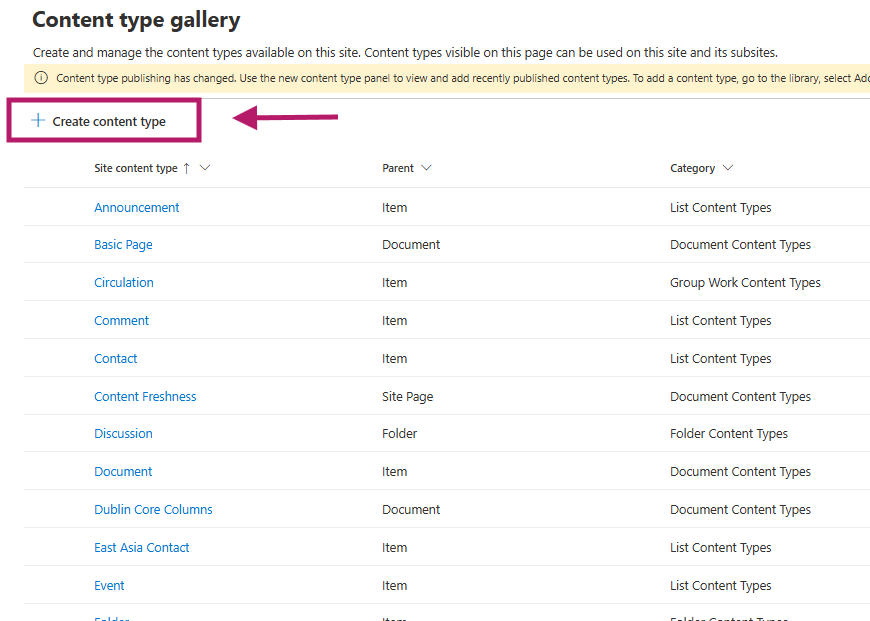 Content type gallery
Create and manage the content types available on this site. Content types visible on this page can be used on this site and its subsites.
Content type publishing has changed. Use the new content type panel to view and add recently published content types. To add a content type, go to the library, select
Create content type
Site content type Parent Category
Announcement Item List Content Types
Basic Page Document Document Content Types
Circulation Item Group Work Content Types
Comment Item List Content Types
Contact Item List Content Types
Content Freshness Site Page Document Content Types
Discussion Folder Folder Content Types
Document Item Document Content Types
Dublin Core Columns Document Document Content Types
East Asia Contact Item List Content Types
Event Item List Content Types